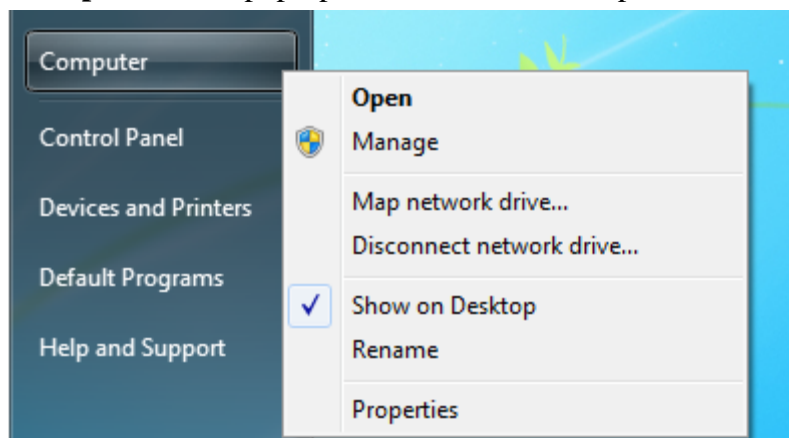 Computer
Control Panel
Devices and Printers
Default Programs
Help and Support
Open
Manage
Map network drive...
Disconnect network drive...
Show on Desktop
Rename
Properties